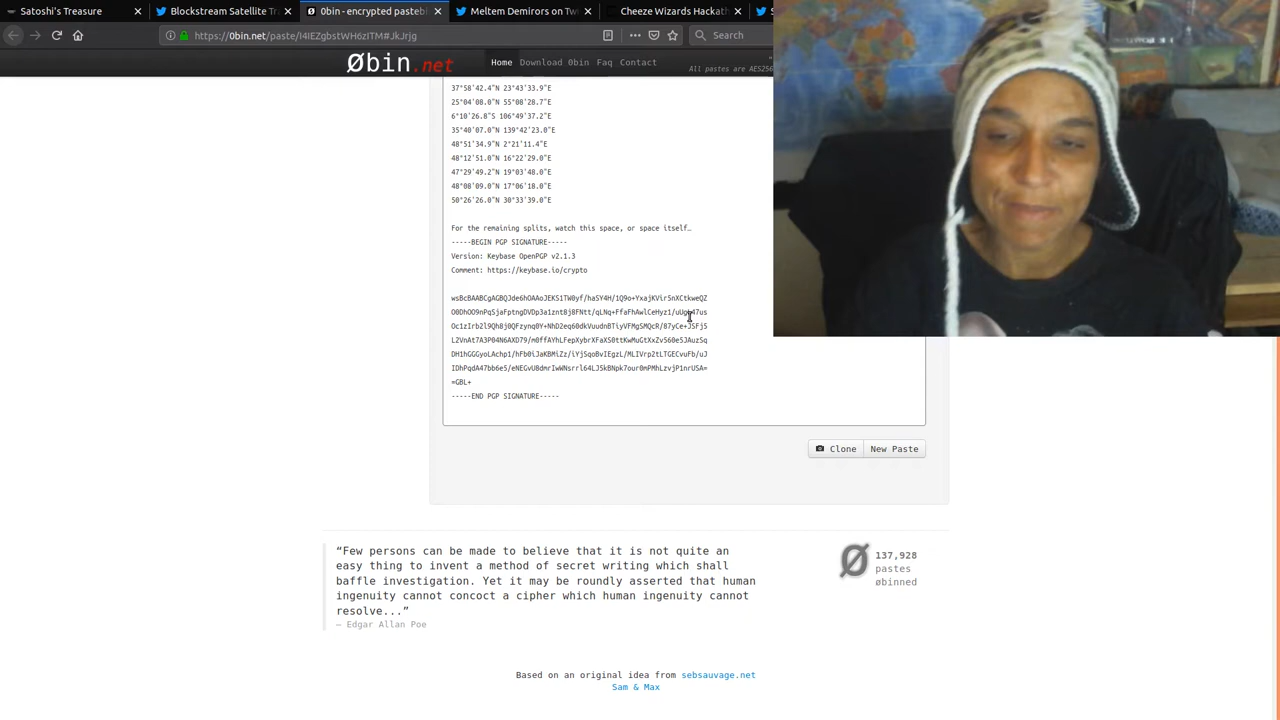 Satoshi's Treasure
Blockstream Satellite Tra
0bin - encrypted pastebi
Meltem Demirors on Tw
Cheeze Wizards Hackath
https://0bin.net/paste/l4IEZgbstWH6zITM#JkJrjg
Search
Øbin.net
Home Download 0bin Faq Contact
All pastes are AES256
37°58'42.4"N 23°43'33.9"E
25°04'08.0"N 55°08'28.7"E
6°10'26.8"S 106°49'37.2"E
35°40'07.0"N 139°42'23.0"E
48°51'34.9"N 2°21'11.4"E
48°12'51.0"N 16°22'29.0"E
47°29'49.2"N 19°03'48.0"E
48°08'09.0"N 17°06'18.0"E
50°26'26.0"N 30°33'39.0"E
For the remaining splits, watch this space, or space itself…
-----BEGIN PGP SIGNATURE-----
Version: Keybase OpenPGP v2.1.3
Comment: https://keybase.io/crypto
=GBL+
-----END PGP SIGNATURE-----
Clone New Paste
“Few persons can be made to believe that it is not quite an
easy thing to invent a method of secret writing which shall
baffle investigation. Yet it may be roundly asserted that human
ingenuity cannot concoct a cipher which human ingenuity cannot
resolve...”
— Edgar Allan Poe
137,928
pastes
øbinned
Based on an original idea from sebsauvage.net
Sam & Max